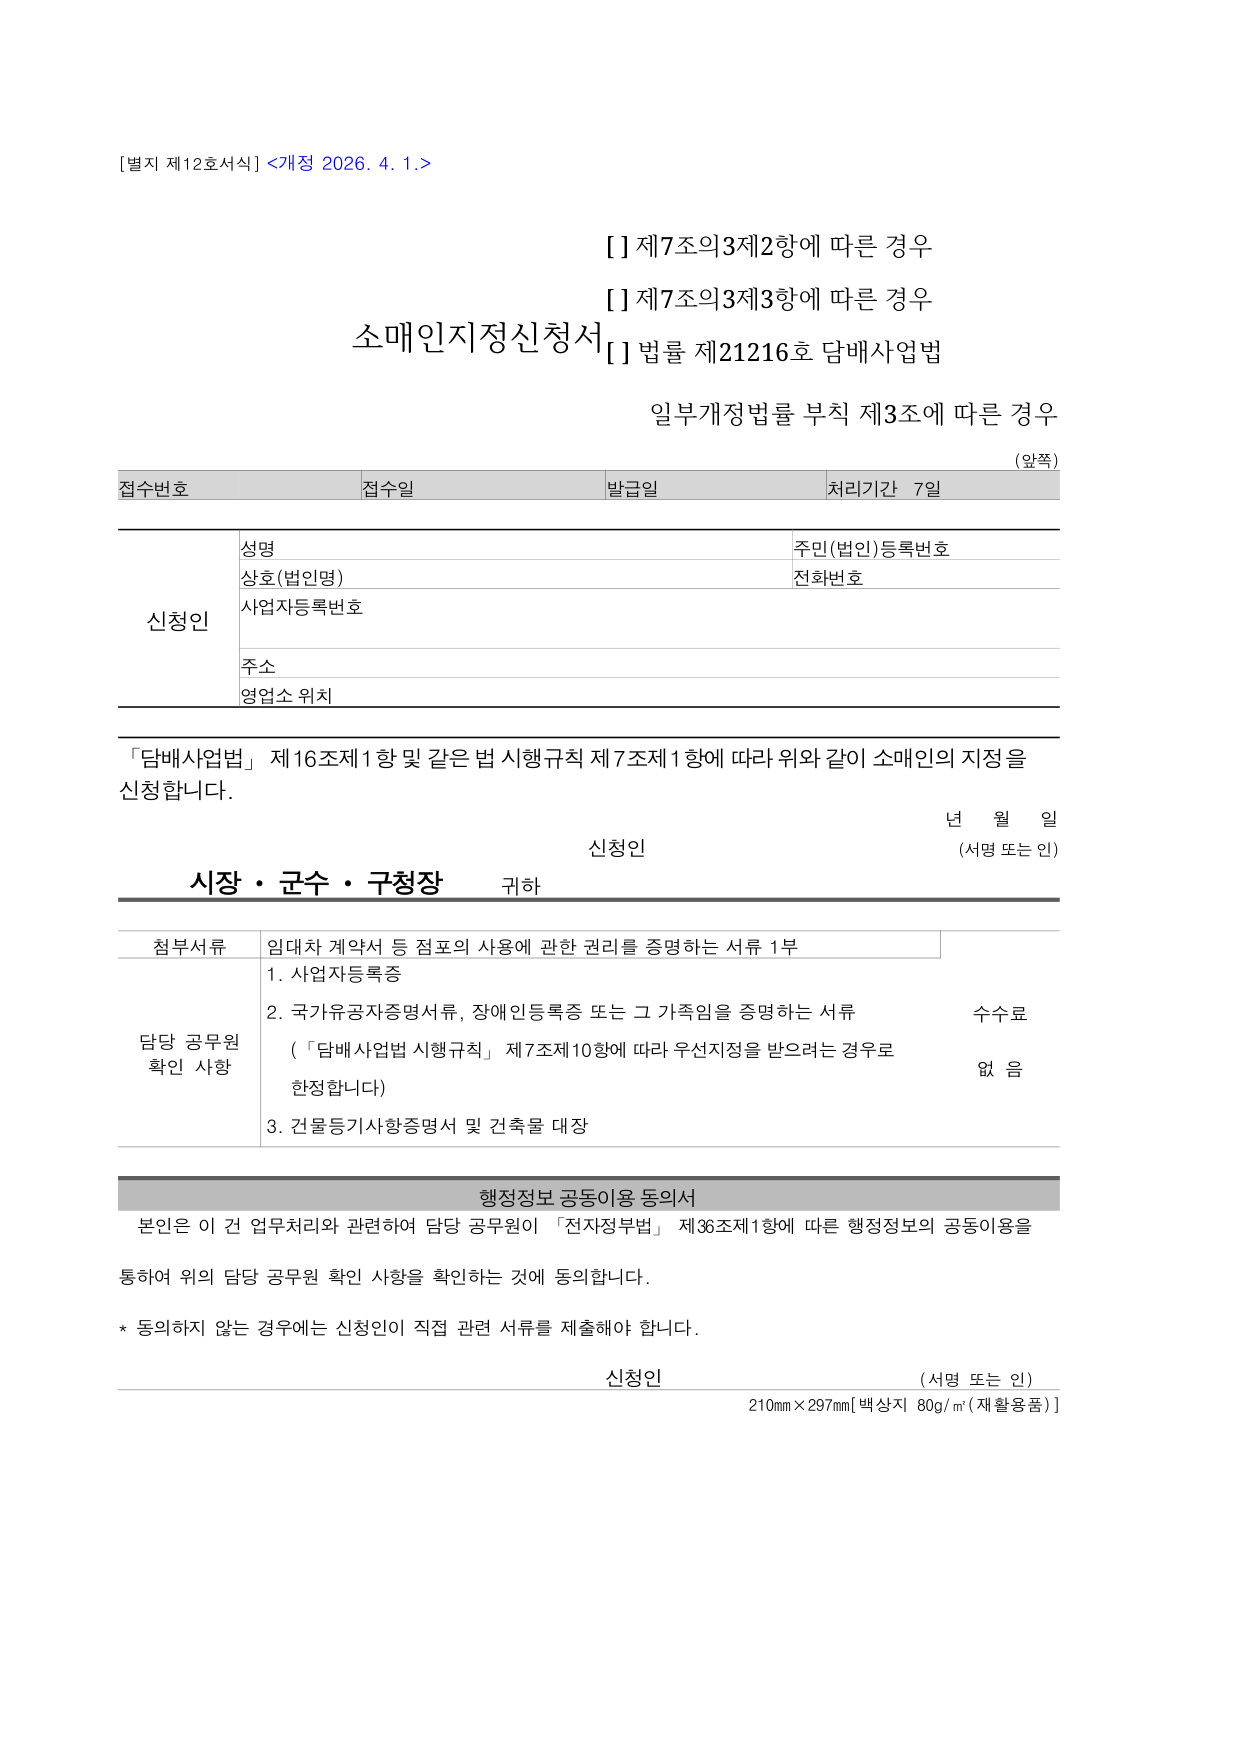 [별지 제12호서식] <개정 2026. 4. 1.>
소매인지정신청서
[ ] 제7조의3제2항에 따른 경우
[ ] 제7조의3제3항에 따른 경우
[ ] 법률 제21216호 담배사업법
일부개정법률 부칙 제3조에 따른 경우
(앞쪽)
접수번호 접수일 발급일 처리기간 7일
신청인
성명 주민(법인)등록번호
상호(법인명) 전화번호
사업자등록번호
주소
영업소 위치
「담배사업법」 제16조제1항 및 같은 법 시행규칙 제7조제1항에 따라 위와 같이 소매인의 지정을
신청합니다.
년 월 일
신청인 (서명 또는 인)
시장 · 군수 · 구청장 귀하
첨부서류 임대차 계약서 등 점포의 사용에 관한 권리를 증명하는 서류 1부
담당 공무원
확인 사항
1. 사업자등록증
2. 국가유공자증명서류, 장애인등록증 또는 그 가족임을 증명하는 서류
(「담배사업법 시행규칙」 제7조제10항에 따라 우선지정을 받으려는 경우로
한정합니다)
3. 건물등기사항증명서 및 건축물 대장
수수료
없 음
행정정보 공동이용 동의서
본인은 이 건 업무처리와 관련하여 담당 공무원이 「전자정부법」 제36조제1항에 따른 행정정보의 공동이용을
통하여 위의 담당 공무원 확인 사항을 확인하는 것에 동의합니다.
* 동의하지 않는 경우에는 신청인이 직접 관련 서류를 제출해야 합니다.
신청인 (서명 또는 인)
210㎜×297㎜[백상지 80g/㎡(재활용품)]